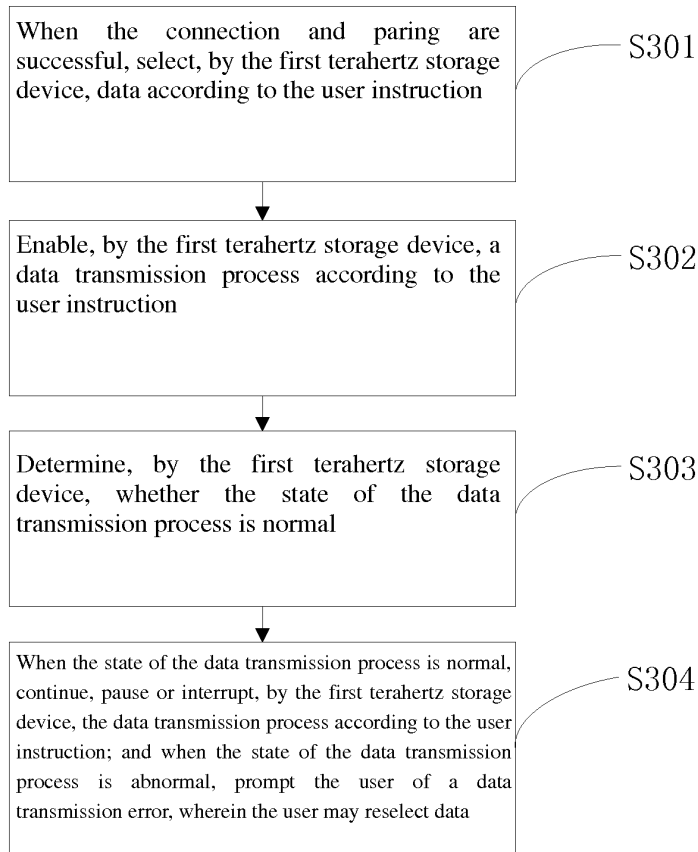 When the connection and paring are
successful, select, by the first terahertz storage
device, data according to the user instruction
S301
Enable, by the first terahertz storage device, a
data transmission process according to the
user instruction
S302
Determine, by the first terahertz storage
device, whether the state of the data
transmission process is normal
S303
When the state of the data transmission process is normal,
continue, pause or interrupt, by the first terahertz storage
device, the data transmission process according to the user
instruction; and when the state of the data transmission
process is abnormal, prompt the user of a data
transmission error, wherein the user may reselect data
S304